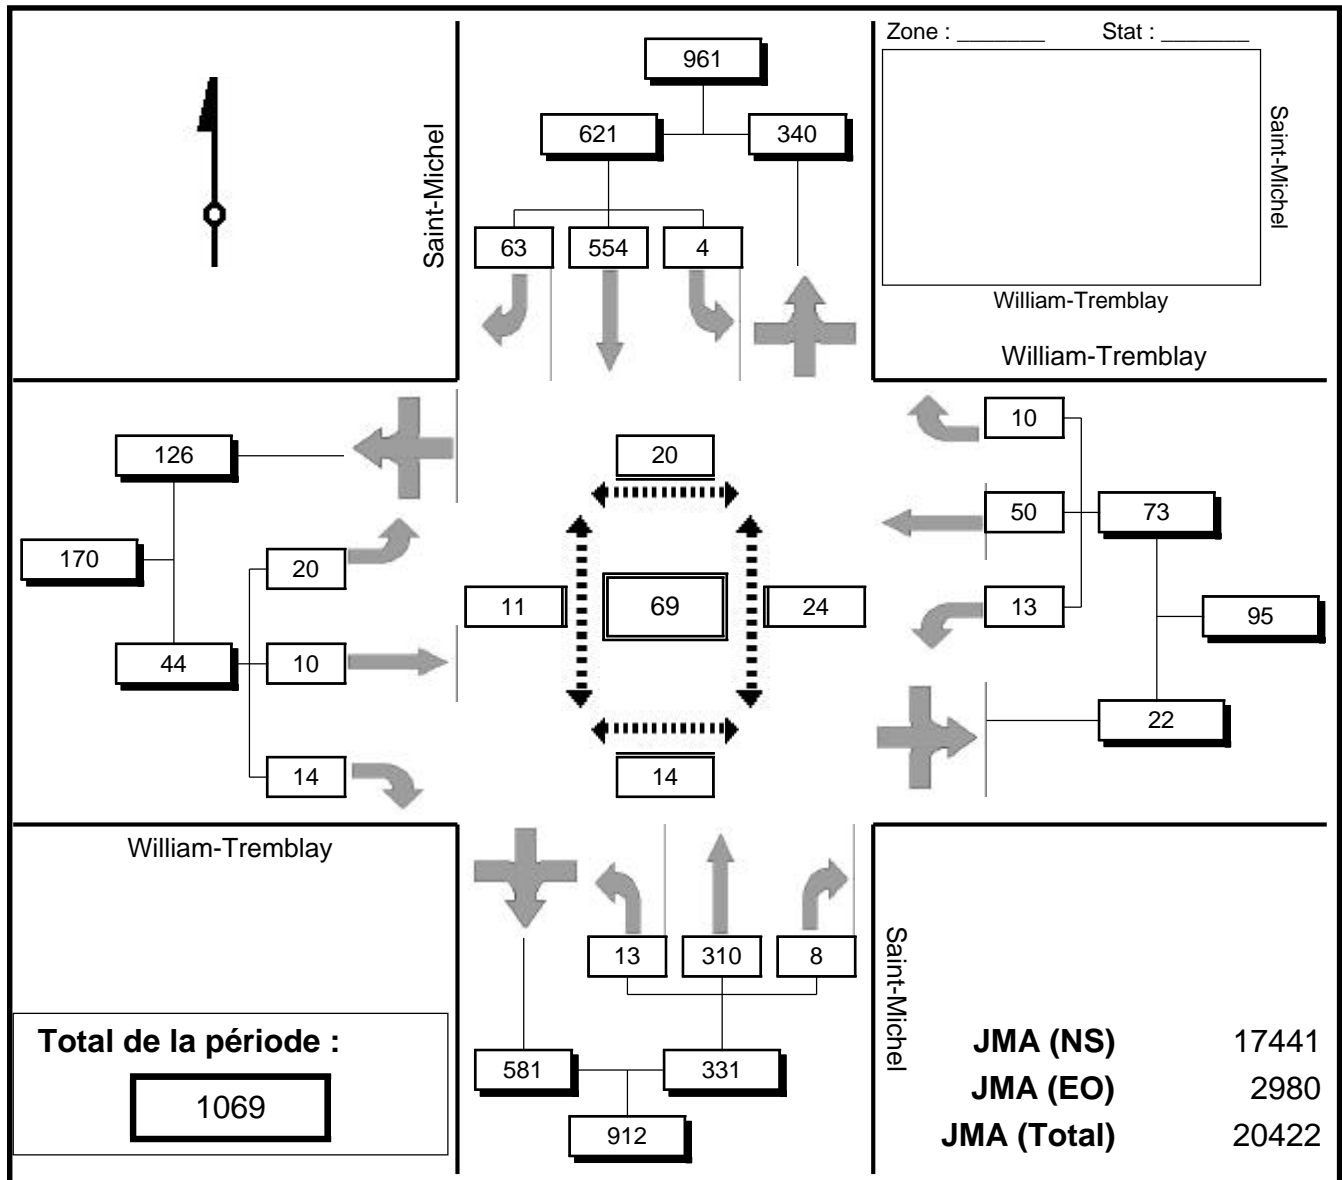 Zone : _______ Stat : _______
961
621 340
Saint-Michel
Saint-Michel
63 554 4
William-Tremblay
William-Tremblay
10
126
20
50 73
170
20
11 69 24
13
95
44 10
22
14
14
William-Tremblay
13 310 8
Saint-Michel
Total de la période :
1069
581 331
912
JMA (NS) 17441
JMA (EO) 2980
JMA (Total) 20422